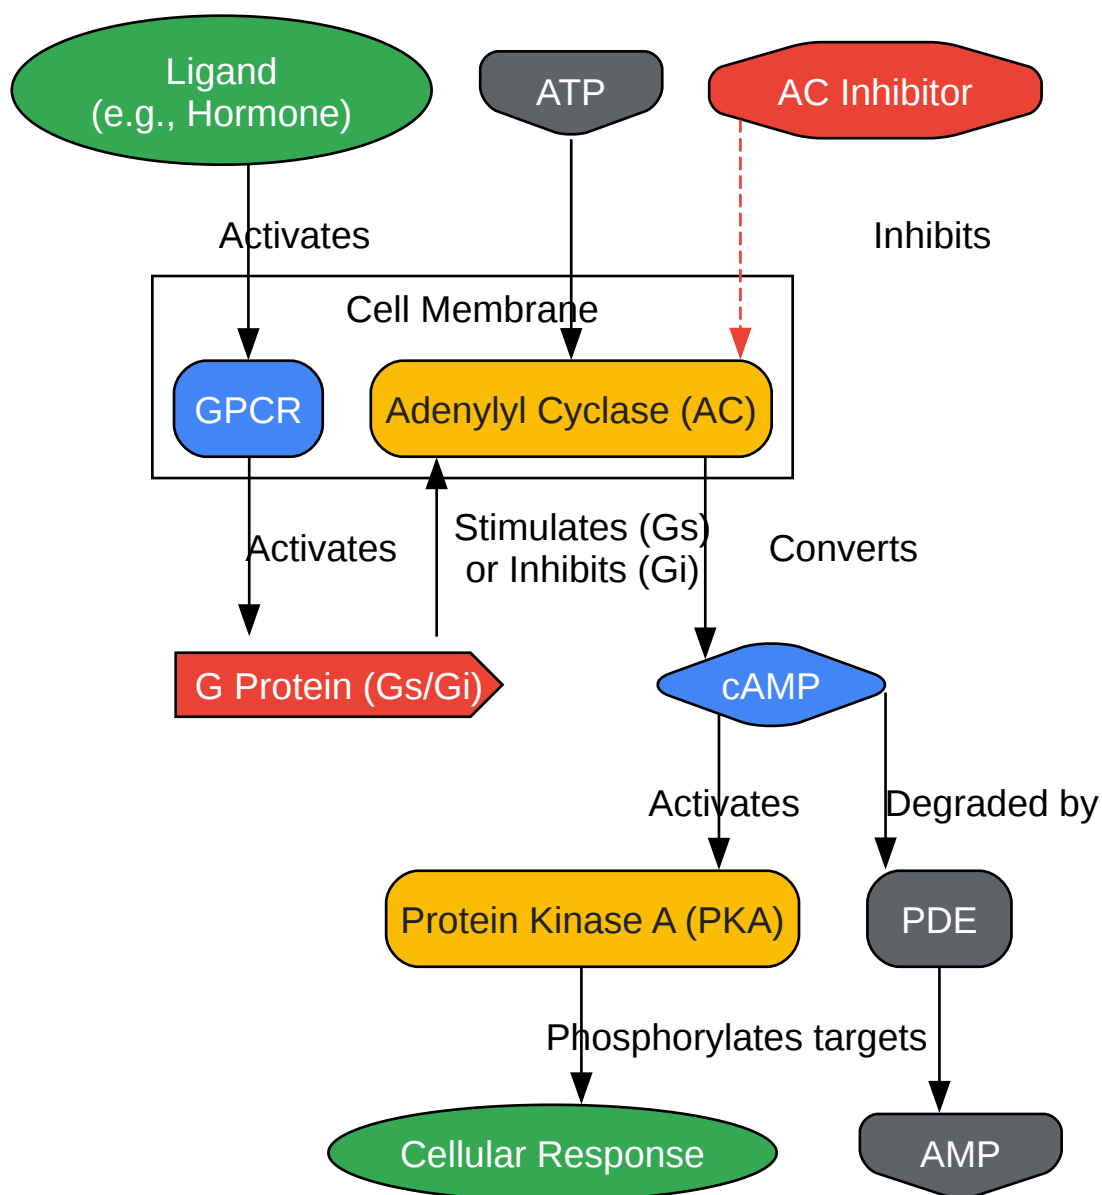 Ligand
(e.g., Hormone)
ATP
AC Inhibitor
Activates
Inhibits
Cell Membrane
GPCR
Adenylyl Cyclase (AC)
Activates
Stimulates (Gs)
or Inhibits (Gi)
Converts
G Protein (Gs/Gi)
cAMP
Activates
Degraded by
Protein Kinase A (PKA)
PDE
Phosphorylates targets
Cellular Response
AMP